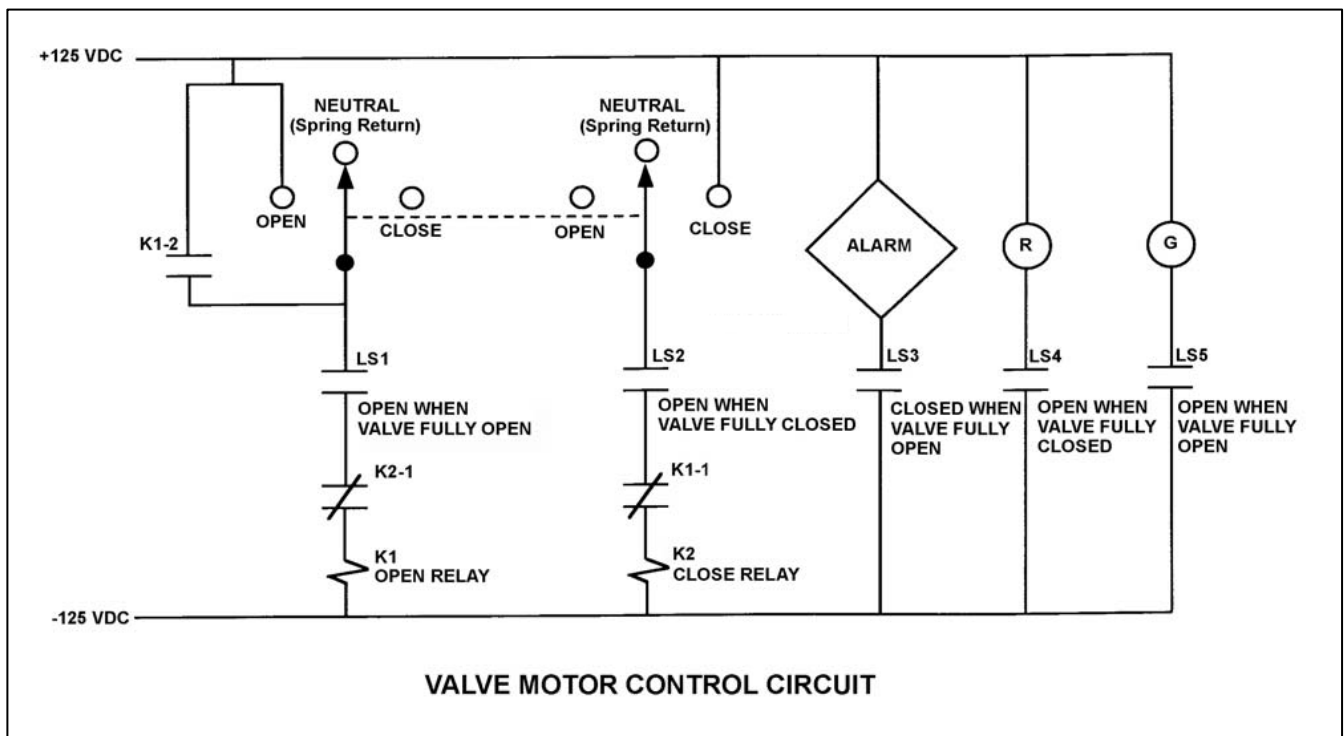 +125 VDC
NEUTRAL
(Spring Return)
NEUTRAL
(Spring Return)
OPEN
CLOSE
OPEN
CLOSE
K1-2
ALARM
R
G
LS1
OPEN WHEN
VALVE FULLY OPEN
LS2
OPEN WHEN
VALVE FULLY CLOSED
LS3
CLOSED WHEN
VALVE FULLY
OPEN
LS4
OPEN WHEN
VALVE FULLY
CLOSED
LS5
OPEN WHEN
VALVE FULLY
OPEN
K2-1
K1-1
K1
OPEN RELAY
K2
CLOSE RELAY
-125 VDC
VALVE MOTOR CONTROL CIRCUIT